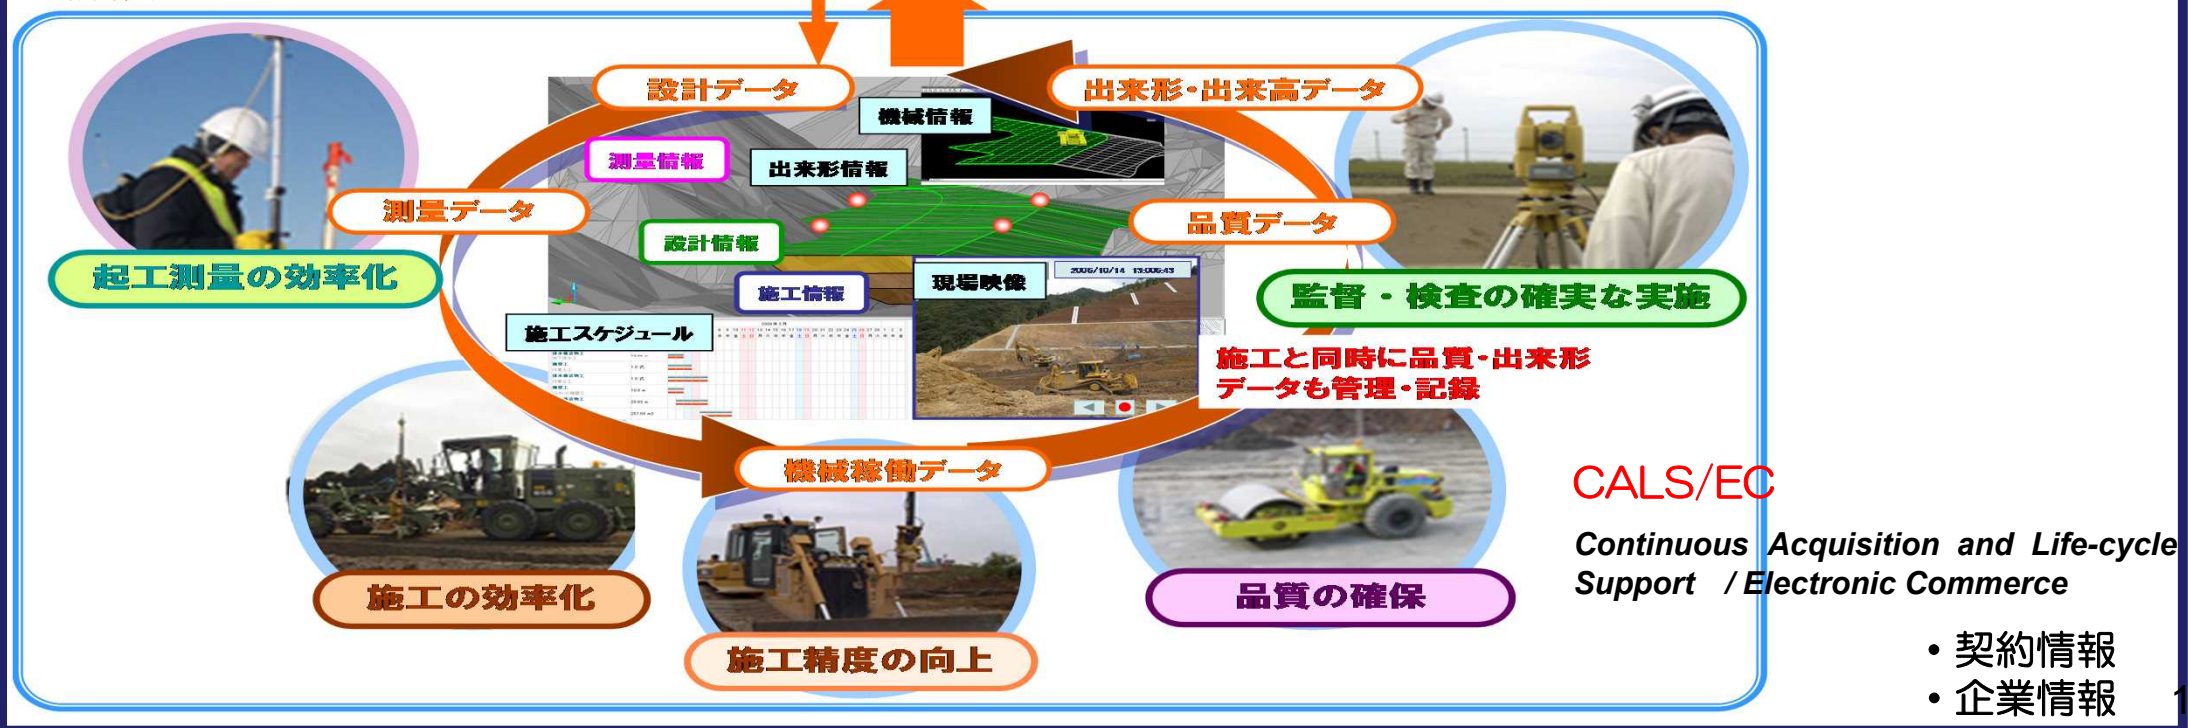 設計データ
出来形・出来高データ
機械情報
測量情報
出来形情報
測量データ
品質データ
設計情報
起工測量の効率化
現場映像
2006/10/14
施工情報
監督・検査の確実な実施
施工スケジュール
施工と同時に品質・出来形
データも管理・記録
機械稼働データ
CALS/EC
Continuous Acquisition and Life-cycle
Support / Electronic Commerce
施工の効率化
品質の確保
施工精度の向上
・契約情報
・企業情報
1